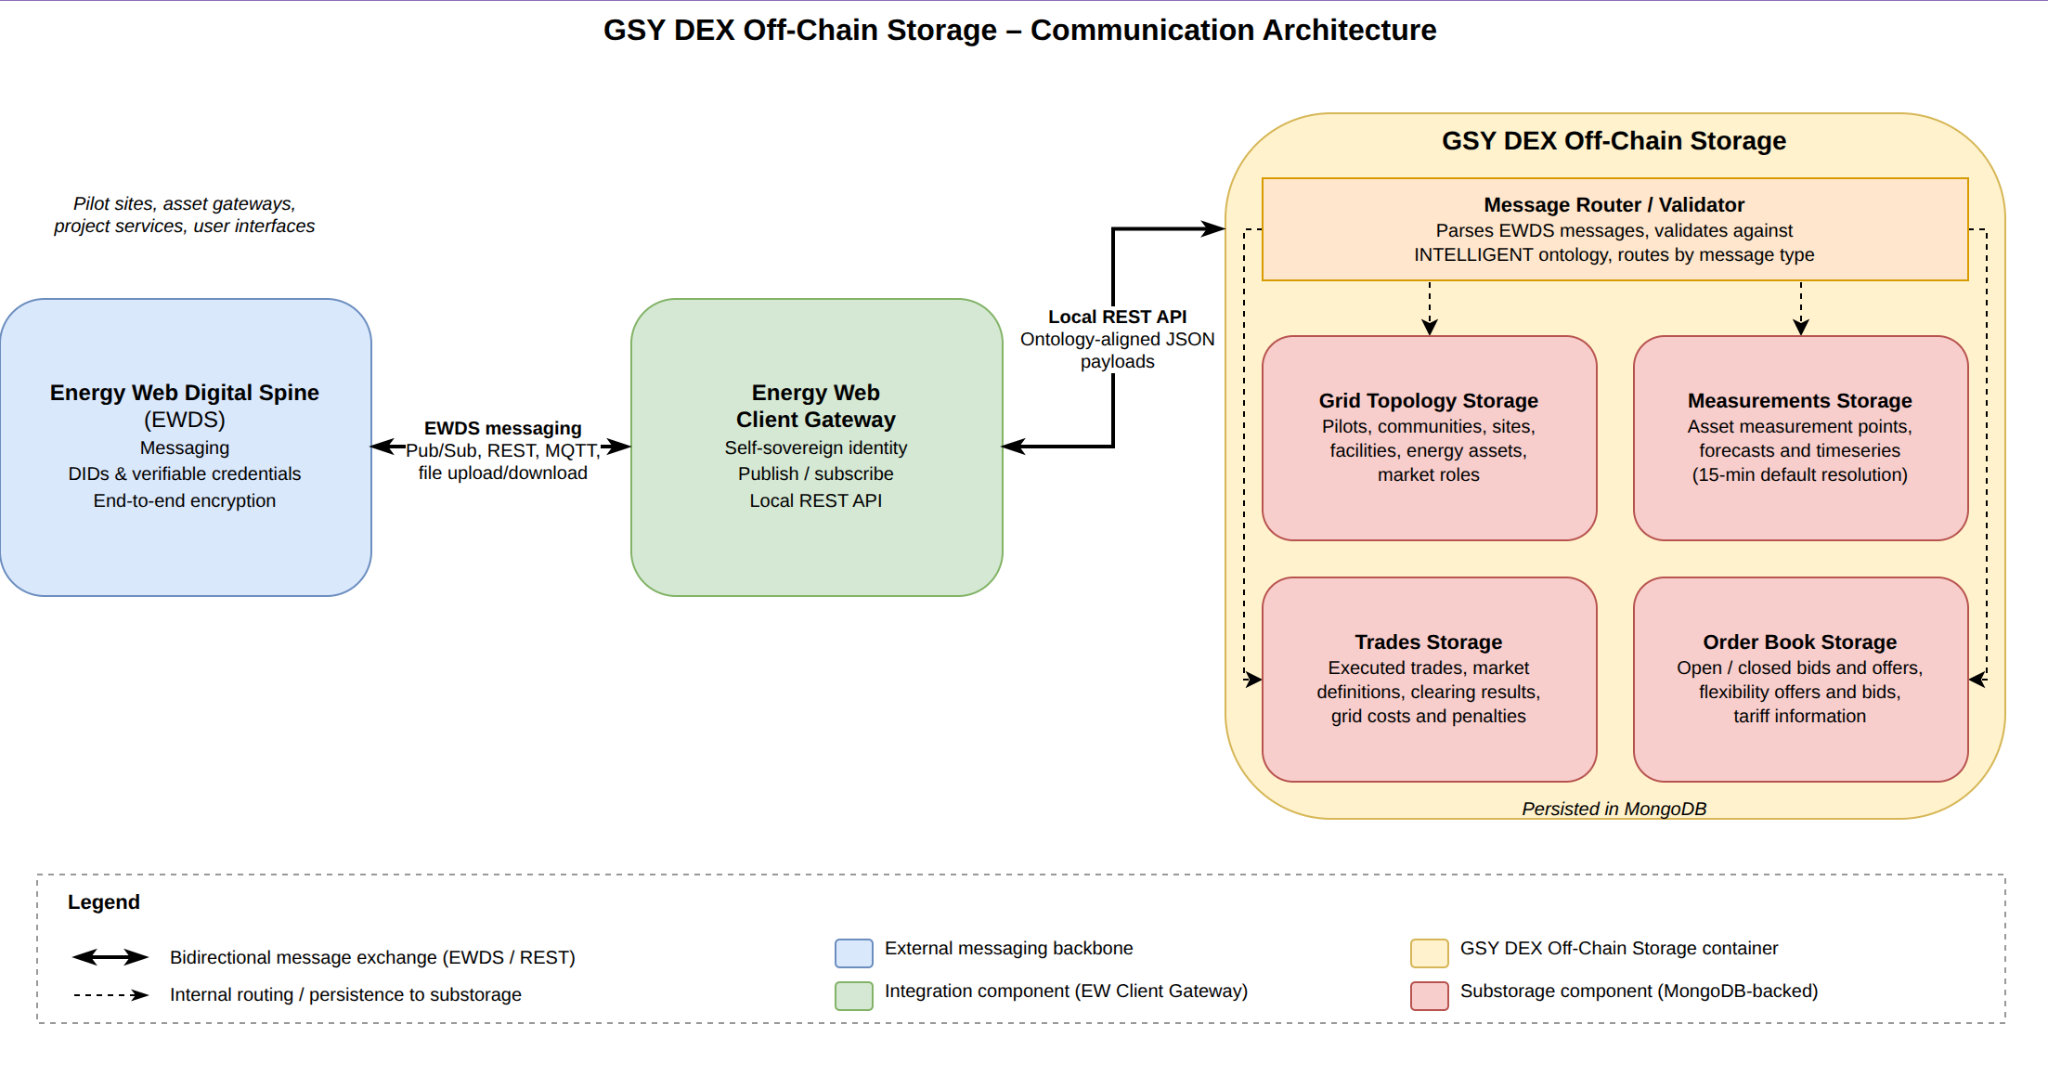 GSY DEX Off-Chain Storage – Communication Architecture
Pilot sites, asset gateways,
project services, user interfaces
Energy Web Digital Spine
(EWDS)
Messaging
DIDs & verifiable credentials
End-to-end encryption
EWDS messaging
Pub/Sub, REST, MQTT,
file upload/download
Energy Web
Client Gateway
Self-sovereign identity
Publish / subscribe
Local REST API
Local REST API
Ontology-aligned JSON
payloads
GSY DEX Off-Chain Storage
Message Router / Validator
Parses EWDS messages, validates against
INTELLIGENT ontology, routes by message type
Grid Topology Storage
Pilots, communities, sites,
facilities, energy assets,
market roles
Measurements Storage
Asset measurement points,
forecasts and timeseries
(15-min default resolution)
Trades Storage
Executed trades, market
definitions, clearing results,
grid costs and penalties
Order Book Storage
Open / closed bids and offers,
flexibility offers and bids,
tariff information
Persisted in MongoDB
Legend
Bidirectional message exchange (EWDS / REST)
Internal routing / persistence to substorage
External messaging backbone
Integration component (EW Client Gateway)
GSY DEX Off-Chain Storage container
Substorage component (MongoDB-backed)